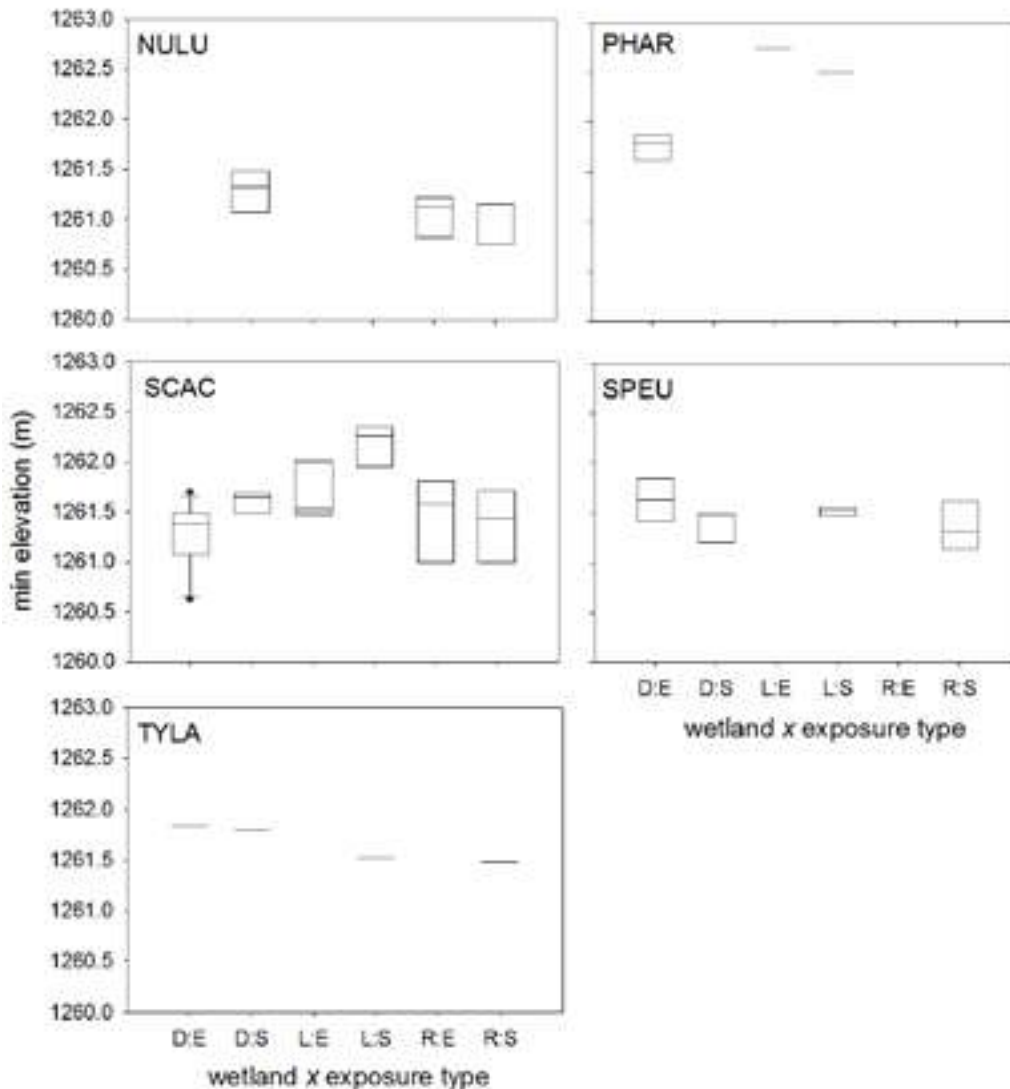 NULU
1263.0
1262.5
1262.0
1261.5
1261.0
1260.5
1260.0
PHAR
SCAC
1263.0
1262.5
1262.0
1261.5
1261.0
1260.5
1260.0
min elevation (m)
SPEU
D:E D:S L:E L:S R:E R:S
wetland x exposure type
TYLA
1263.0
1262.5
1262.0
1261.5
1261.0
1260.5
1260.0
D:E D:S L:E L:S R:E R:S
wetland x exposure type